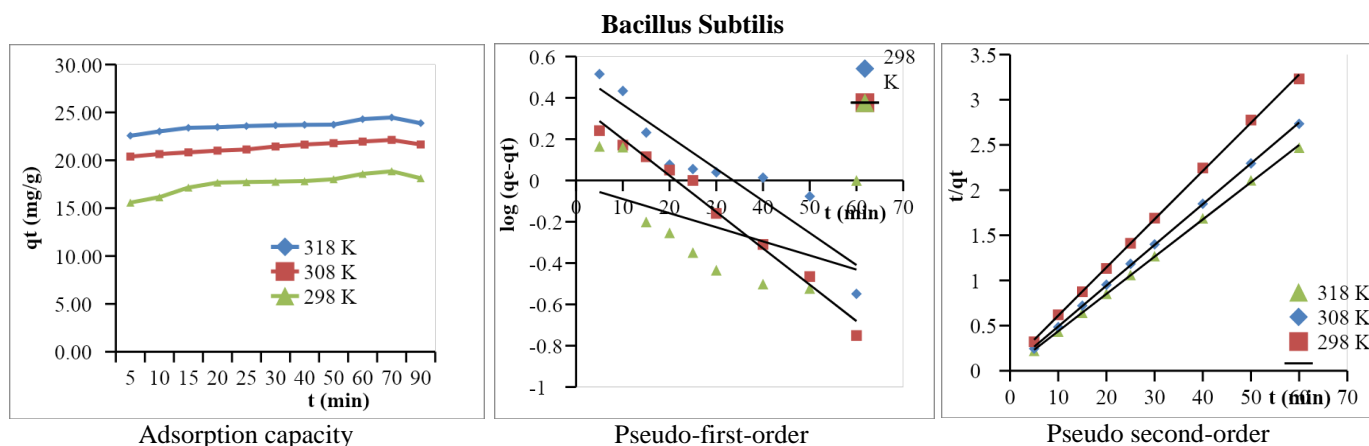 Bacillus Subtilis
30.00
25.00
20.00
15.00
10.00
5.00
0.00
qt (mg/g)
318 K
308 K
298 K
5 10 15 20 25 30 40 50 60 70 90
t (min)
Adsorption capacity
0.6
0.4
0.2
0
-0.2
-0.4
-0.6
-0.8
-1
log (qe-qt)
298
K
0 10 20 30 40 50 60 70
t (min)
Pseudo-first-order
3.5
3
2.5
2
1.5
1
0.5
0
t/qt
318 K
308 K
298 K
0 10 20 30 40 50 60 70
t (min)
Pseudo second-order